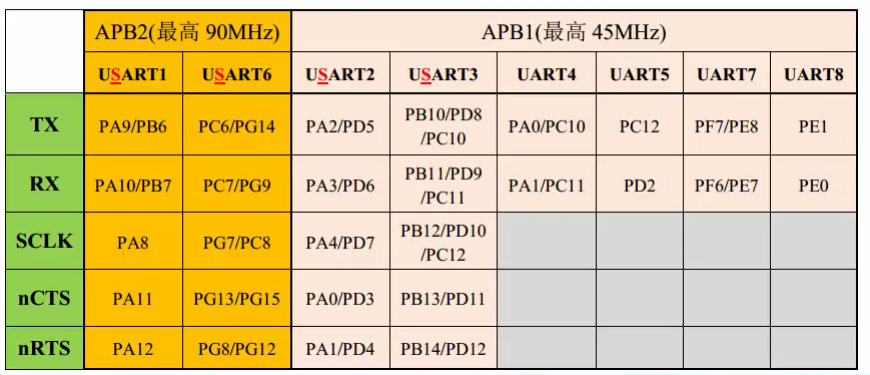 APB2(最高 90MHz) APB1(最高 45MHz)
USART1 USART6 USART2 USART3 UART4 UART5 UART7 UART8
TX PA9/PB6 PC6/PG14 PA2/PD5 PB10/PD8/PC10 PA0/PC10 PC12 PF7/PE8 PE1
RX PA10/PB7 PC7/PG9 PA3/PD6 PB11/PD9/PC11 PA1/PC11 PD2 PF6/PE7 PE0
SCLK PA8 PG7/PC8 PA4/PD7 PB12/PD10/PC12
nCTS PA11 PG13/PG15 PA0/PD3 PB13/PD11
nRTS PA12 PG8/PG12 PA1/PD4 PB14/PD12